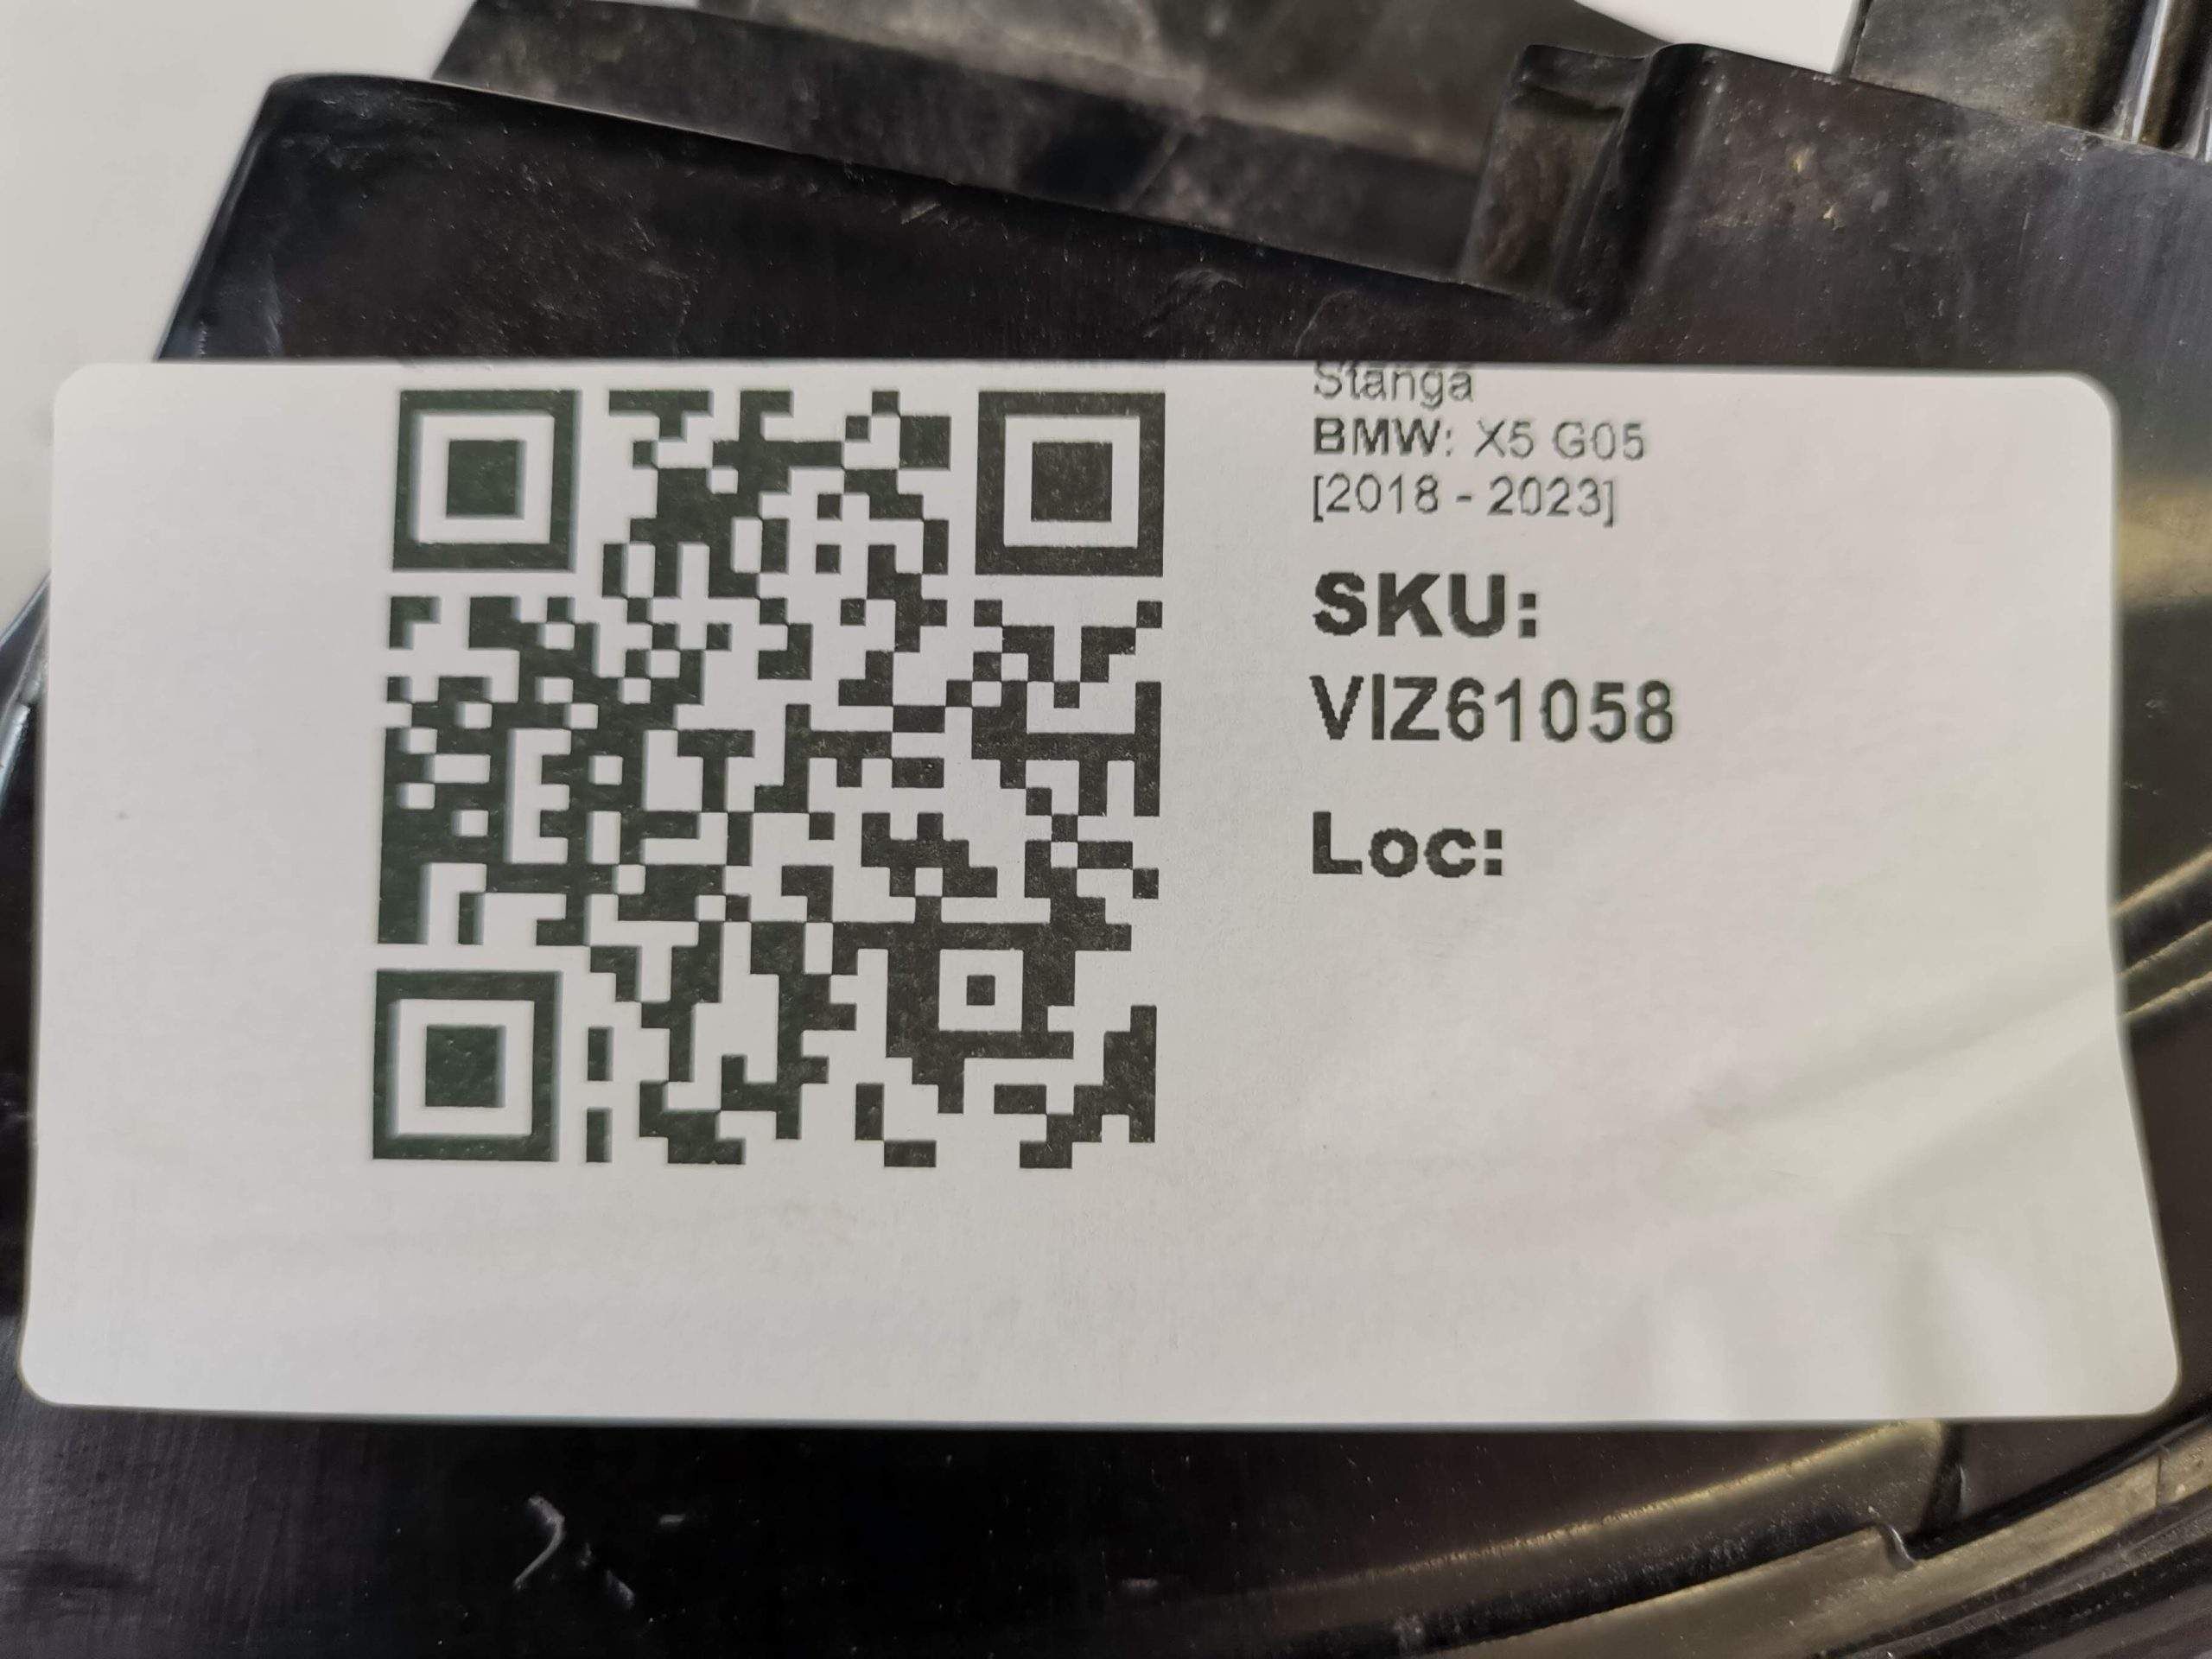 Stanga
BMW: X5 G05
[2018 - 2023]
SKU:
VIZ61058
Loc: